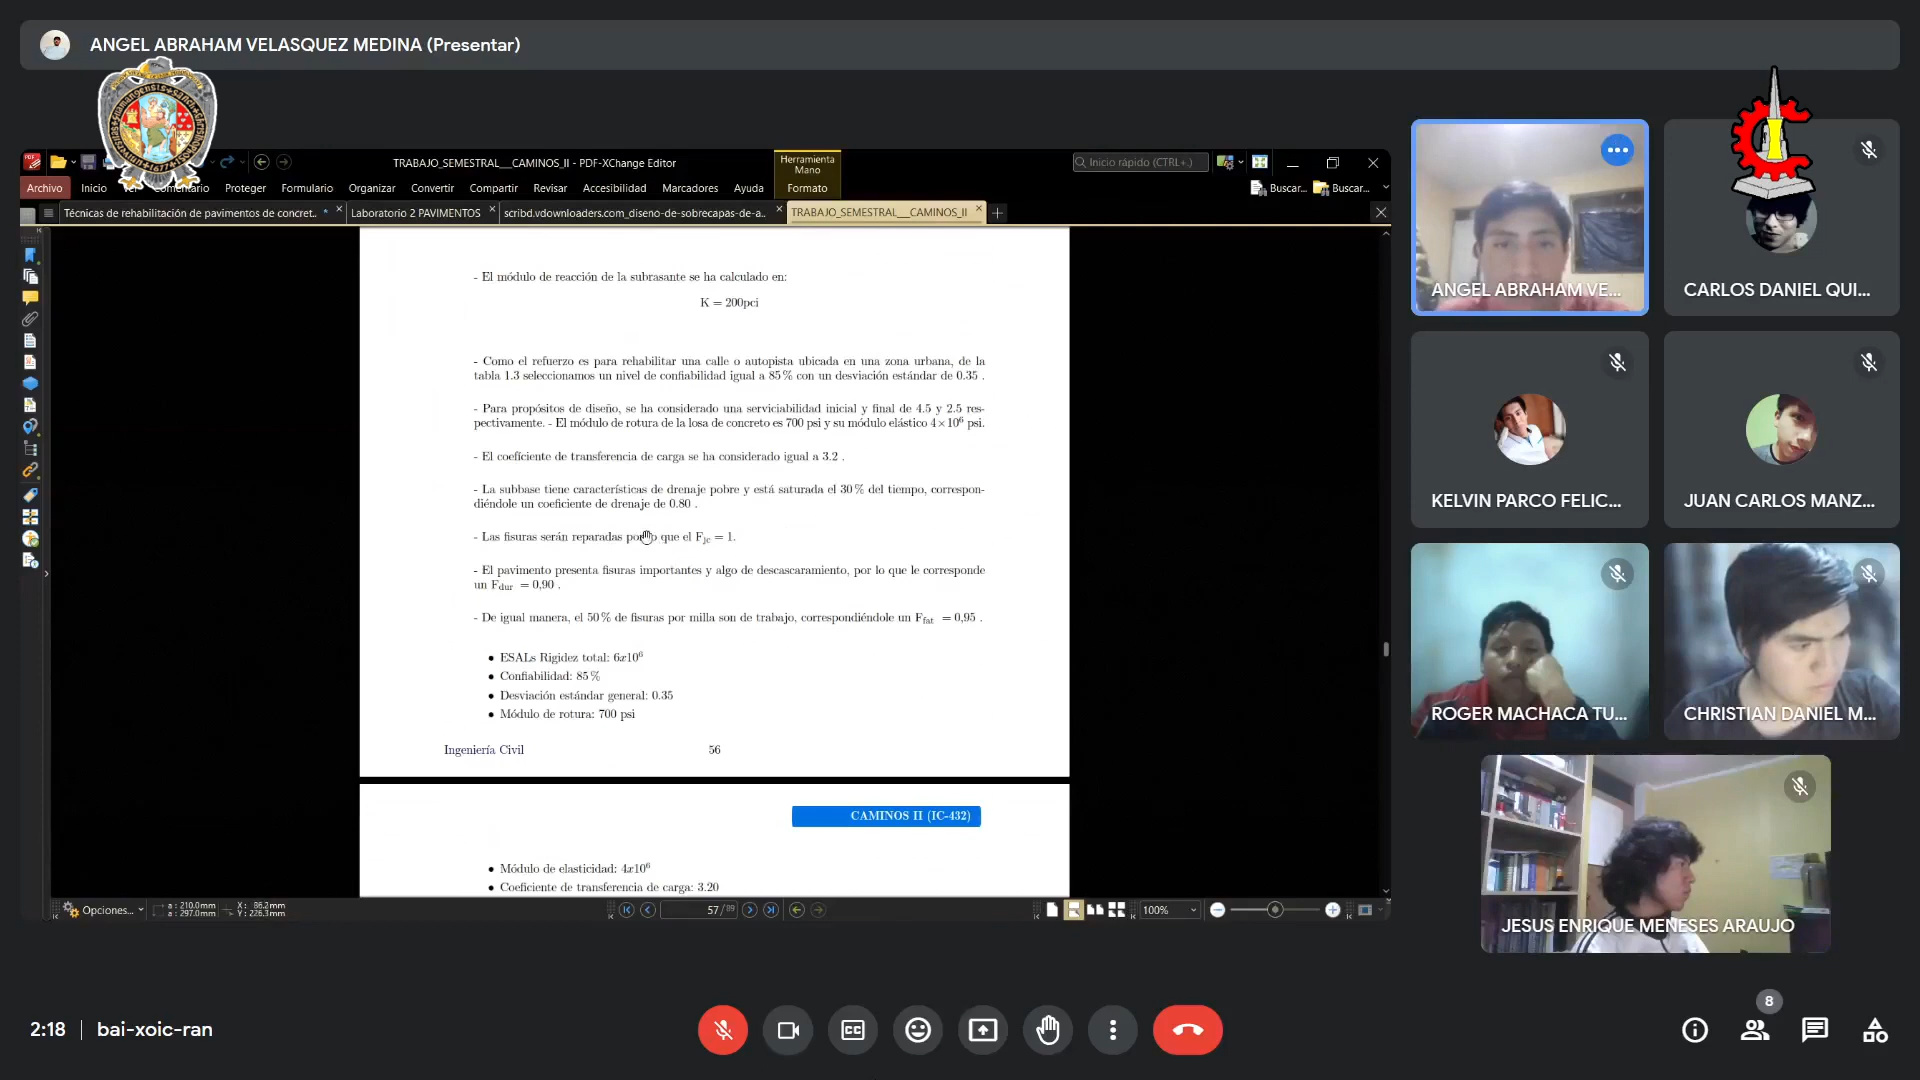 ANGEL ABRAHAM VELASQUEZ MEDINA (Presentar)
TRABAJO_SEMESTRAL__CAMINOS_II - PDF-XChange Editor
Herramienta
Mano
Inicio rápido (CTRL+.)
Archivo Inicio Comentario Proteger Formulario Organizar Convertir Compartir Revisar Accesibilidad Marcadores Ayuda Formato Buscar... Buscar...
Técnicas de rehabilitación de pavimentos de concret.. * Laboratorio 2 PAVIMENTOS scribd.vdownloaders.com_diseno-de-sobrecapas-de-a.. TRABAJO_SEMESTRAL__CAMINOS_II
- El módulo de reacción de la subrasante se ha calculado en:
K = 200pci
- Como el refuerzo es para rehabilitar una calle o autopista ubicada en una zona urbana, de la
tabla 1.3 seleccionamos un nivel de confiabilidad igual a 85 % con un desviación estándar de 0.35 .
- Para propósitos de diseño, se ha considerado una serviciabilidad inicial y final de 4.5 y 2.5 res-
pectivamente. - El módulo de rotura de la losa de concreto es 700 psi y su módulo elástico 4×10⁶ psi.
- El coefíciente de transferencia de carga se ha considerado igual a 3.2 .
- La subbase tiene características de drenaje pobre y está saturada el 30 % del tiempo, correspon-
diéndole un coeficiente de drenaje de 0.80 .
- Las fisuras serán reparadas por lo que el Fjc = 1.
- El pavimento presenta fisuras importantes y algo de descascaramiento, por lo que le corresponde
un Fdur = 0,90 .
- De igual manera, el 50 % de fisuras por milla son de trabajo, correspondiéndole un Ffat = 0,95 .
• ESALs Rigidez total: 6x10⁶
• Confiabilidad: 85 %
• Desviación estándar general: 0.35
• Módulo de rotura: 700 psi
Ingeniería Civil 56
CAMINOS II (IC-432)
• Módulo de elasticidad: 4x10⁶
• Coeficiente de transferencia de carga: 3.20
Opciones... a : 210.0mm
a : 297.0mm
X : 86.2mm
Y : 226.3mm
57 /89
100%
ANGEL ABRAHAM VE...
CARLOS DANIEL QUI...
KELVIN PARCO FELIC...
JUAN CARLOS MANZ...
ROGER MACHACA TU...
CHRISTIAN DANIEL M...
JESUS ENRIQUE MENESES ARAUJO
2:18 | bai-xoic-ran
8